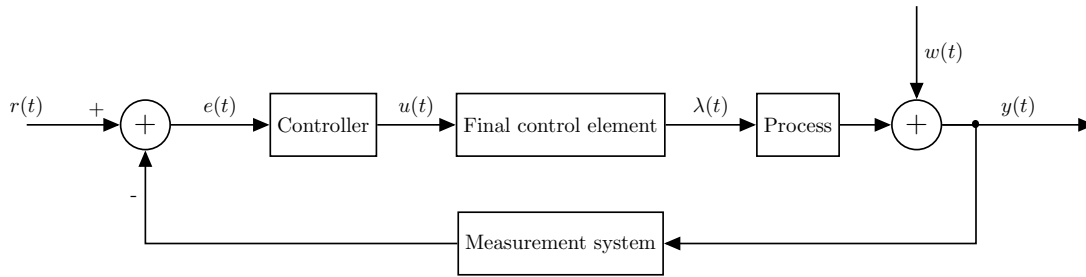 w(t)
r(t)
+
+
e(t)
Controller
u(t)
Final control element
λ(t)
Process
+
y(t)
-
Measurement system